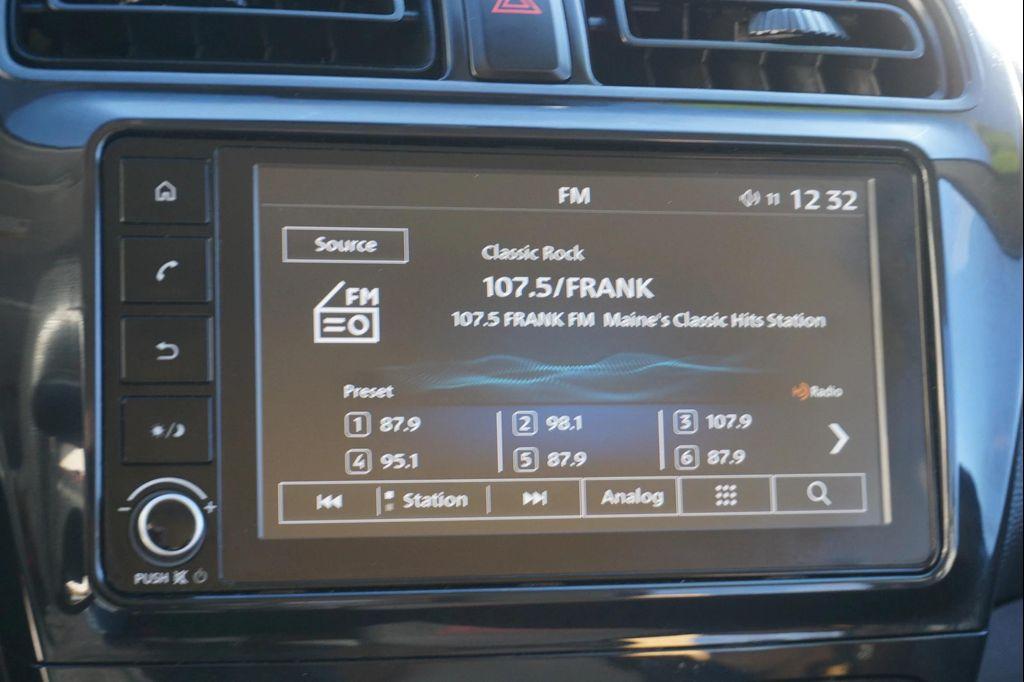 FM
11 12 32
Source
Classic Rock
FM
107.5/FRANK
107.5 FRANK FM Maine's Classic Hits Station
Preset
Radio
1 87.9 2 98.1 3 107.9
4 95.1 5 87.9 6 87.9
Station Analog
- +
PUSH